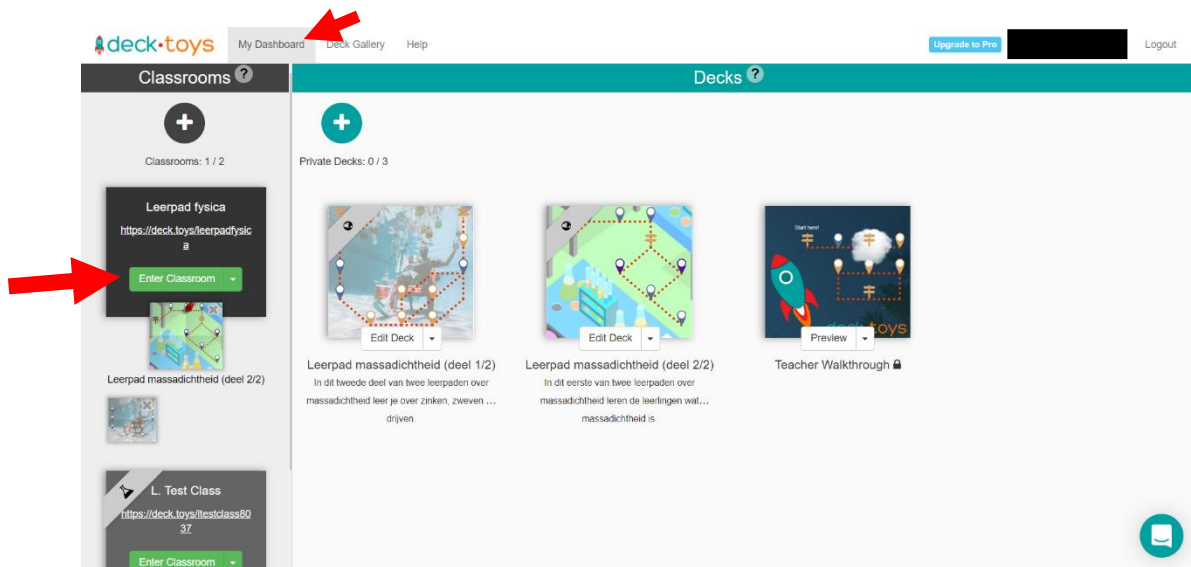 deck•toys
My Dashboard
Deck Gallery
Help
Upgrade to Pro
Logout
Classrooms ?
Decks ?
Classrooms: 1 / 2
Private Decks: 0 / 3
Leerpad fysica
https://deck.toys/leerpadfysic
a
Enter Classroom
Leerpad massadichtheid (deel 2/2)
L. Test Class
https://deck.toys/ltestclass80
37
Enter Classroom
Edit Deck
Leerpad massadichtheid (deel 1/2)
In dit tweede deel van twee leerpaden over
massadichtheid leer je over zinken, zweven …
drijven.
Edit Deck
Leerpad massadichtheid (deel 2/2)
In dit eerste van twee leerpaden over
massadichtheid leren de leerlingen wat…
massadichtheid is
Start here!
deck•toys
Preview
Teacher Walkthrough